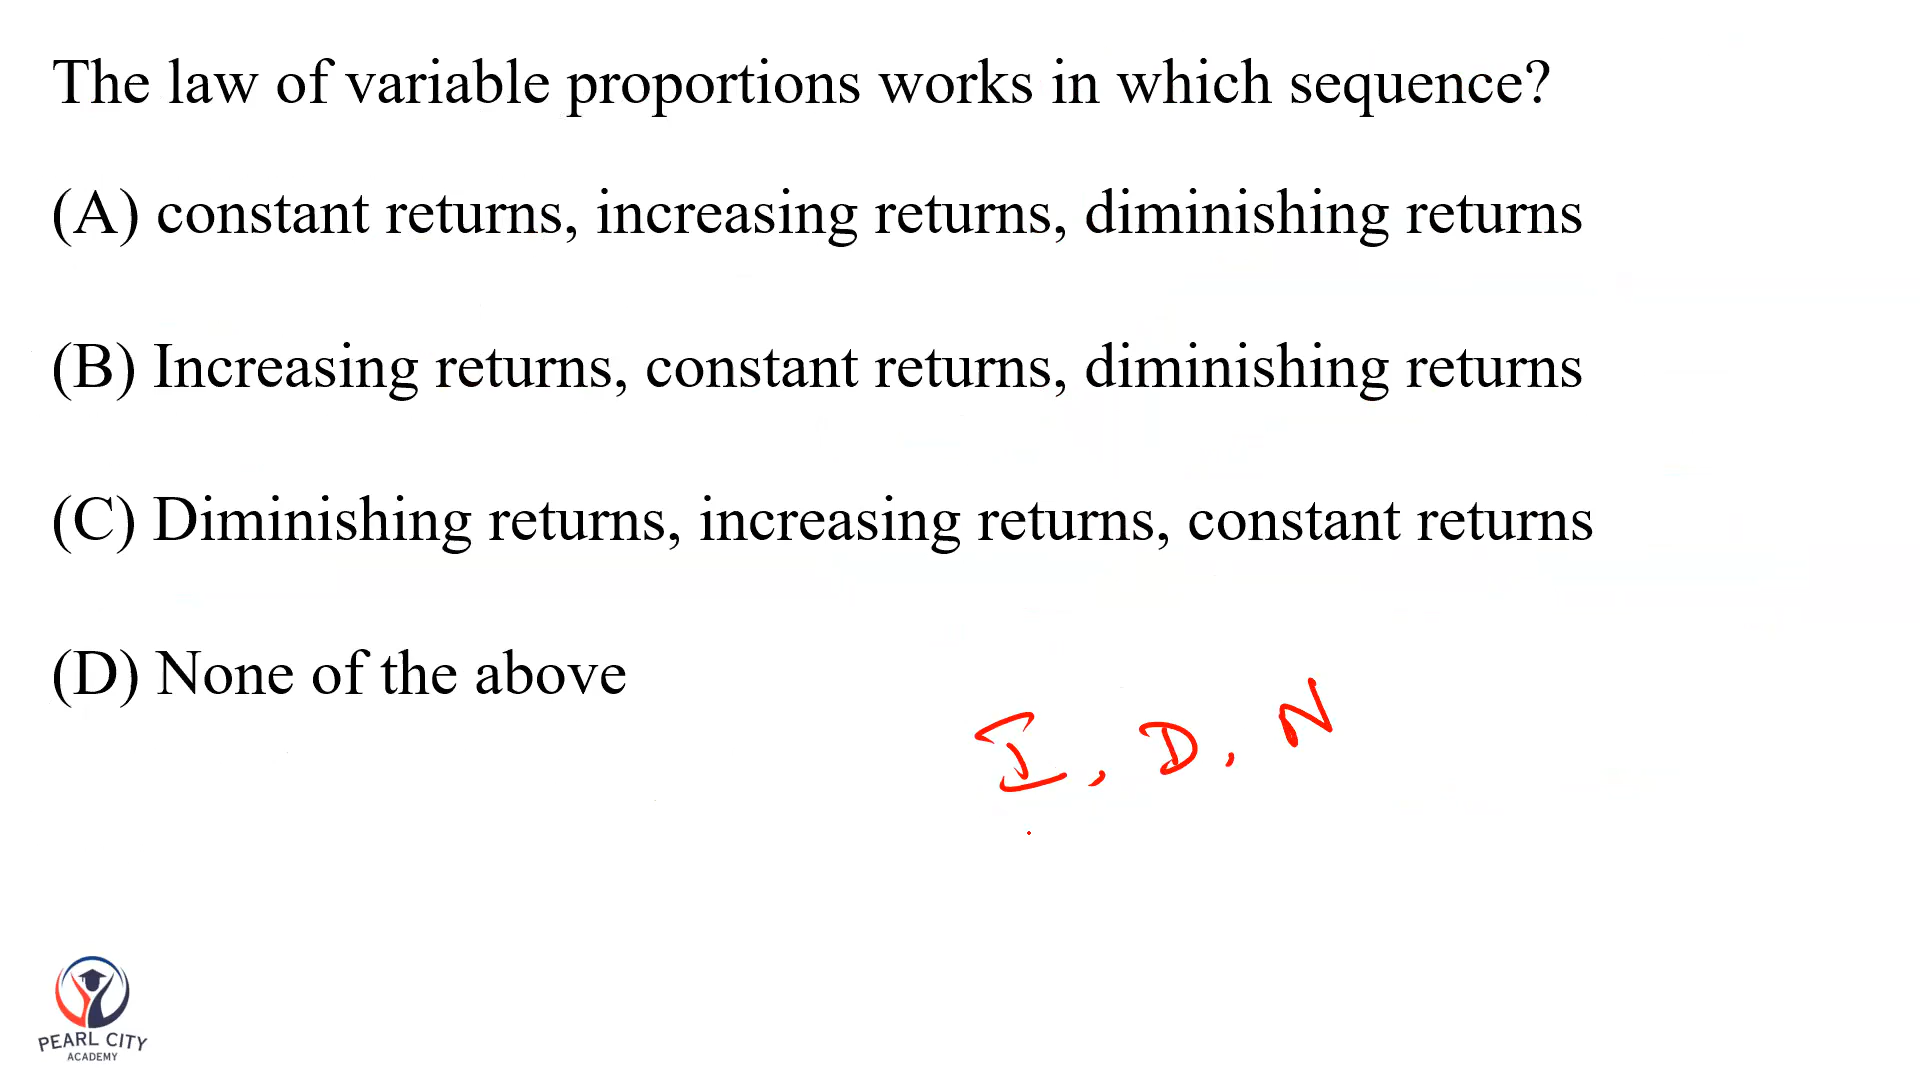 The law of variable proportions works in which sequence?
(A) constant returns, increasing returns, diminishing returns
(B) Increasing returns, constant returns, diminishing returns
(C) Diminishing returns, increasing returns, constant returns
(D) None of the above
I, D, N
PEARL CITY
ACADEMY